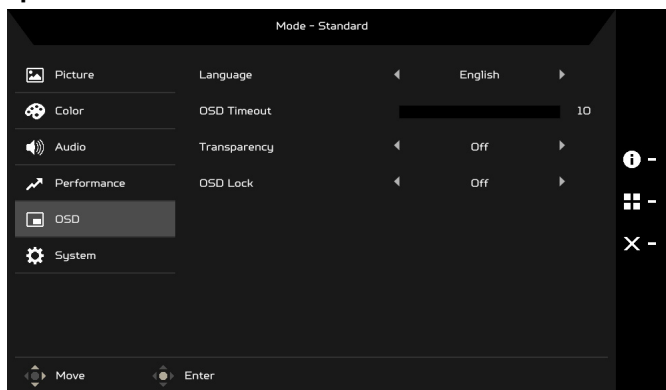 Mode - Standard
Picture
Language English
Color
OSD Timeout 10
Audio
Transparency Off
Performance
OSD Lock Off
OSD
System
Move Enter